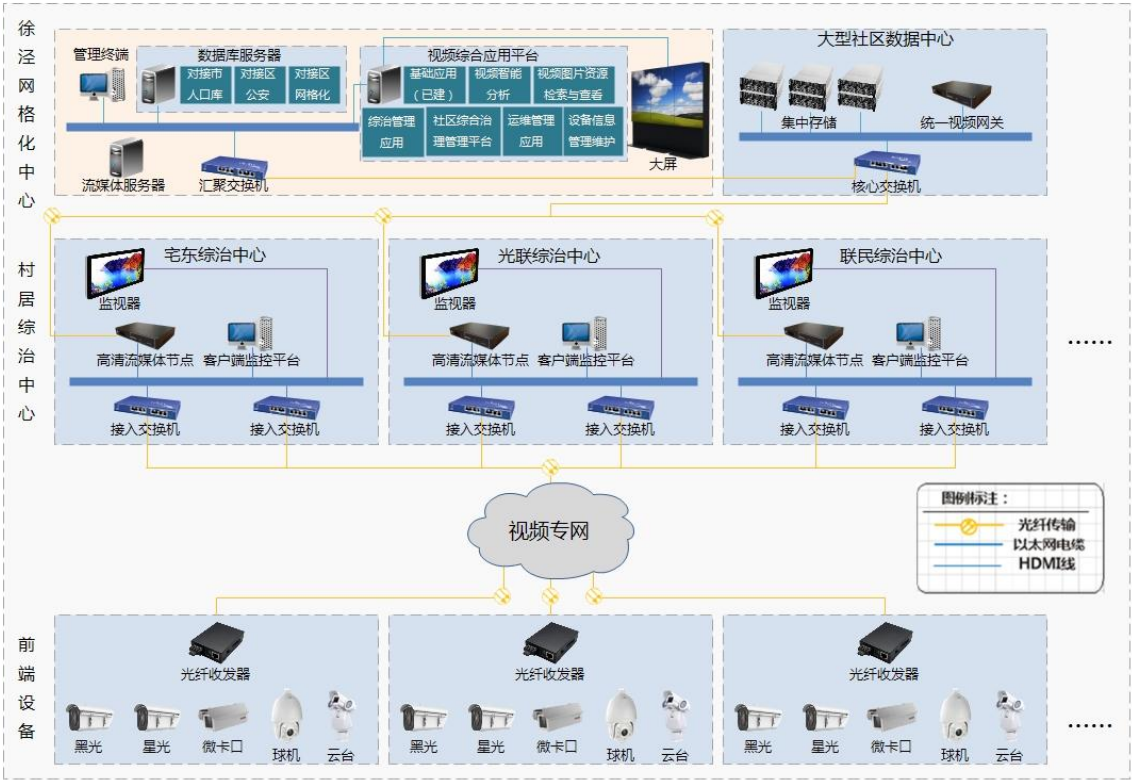 徐泾网格化中心
管理终端
数据库服务器
对接市
人口库
对接区
公安
对接区
网格化
视频综合应用平台
基础应用
（已建）
视频智能
分析
视频图片资源
检索与查看
综治管理
应用
社区综合治
理管理平台
运维管理
应用
设备信息
管理维护
大屏
流媒体服务器
汇聚交换机
大型社区数据中心
集中存储
统一视频网关
核心交换机
村居综治中心
宅东综治中心
监视器
高清流媒体节点
客户端监控平台
接入交换机
接入交换机
光联综治中心
监视器
高清流媒体节点
客户端监控平台
接入交换机
接入交换机
联民综治中心
监视器
高清流媒体节点
客户端监控平台
接入交换机
接入交换机
......
视频专网
图例标注：
光纤传输
以太网电缆
HDMI线
前端设备
光纤收发器
黑光
星光
微卡口
球机
云台
光纤收发器
黑光
星光
微卡口
球机
云台
光纤收发器
黑光
星光
微卡口
球机
云台
......